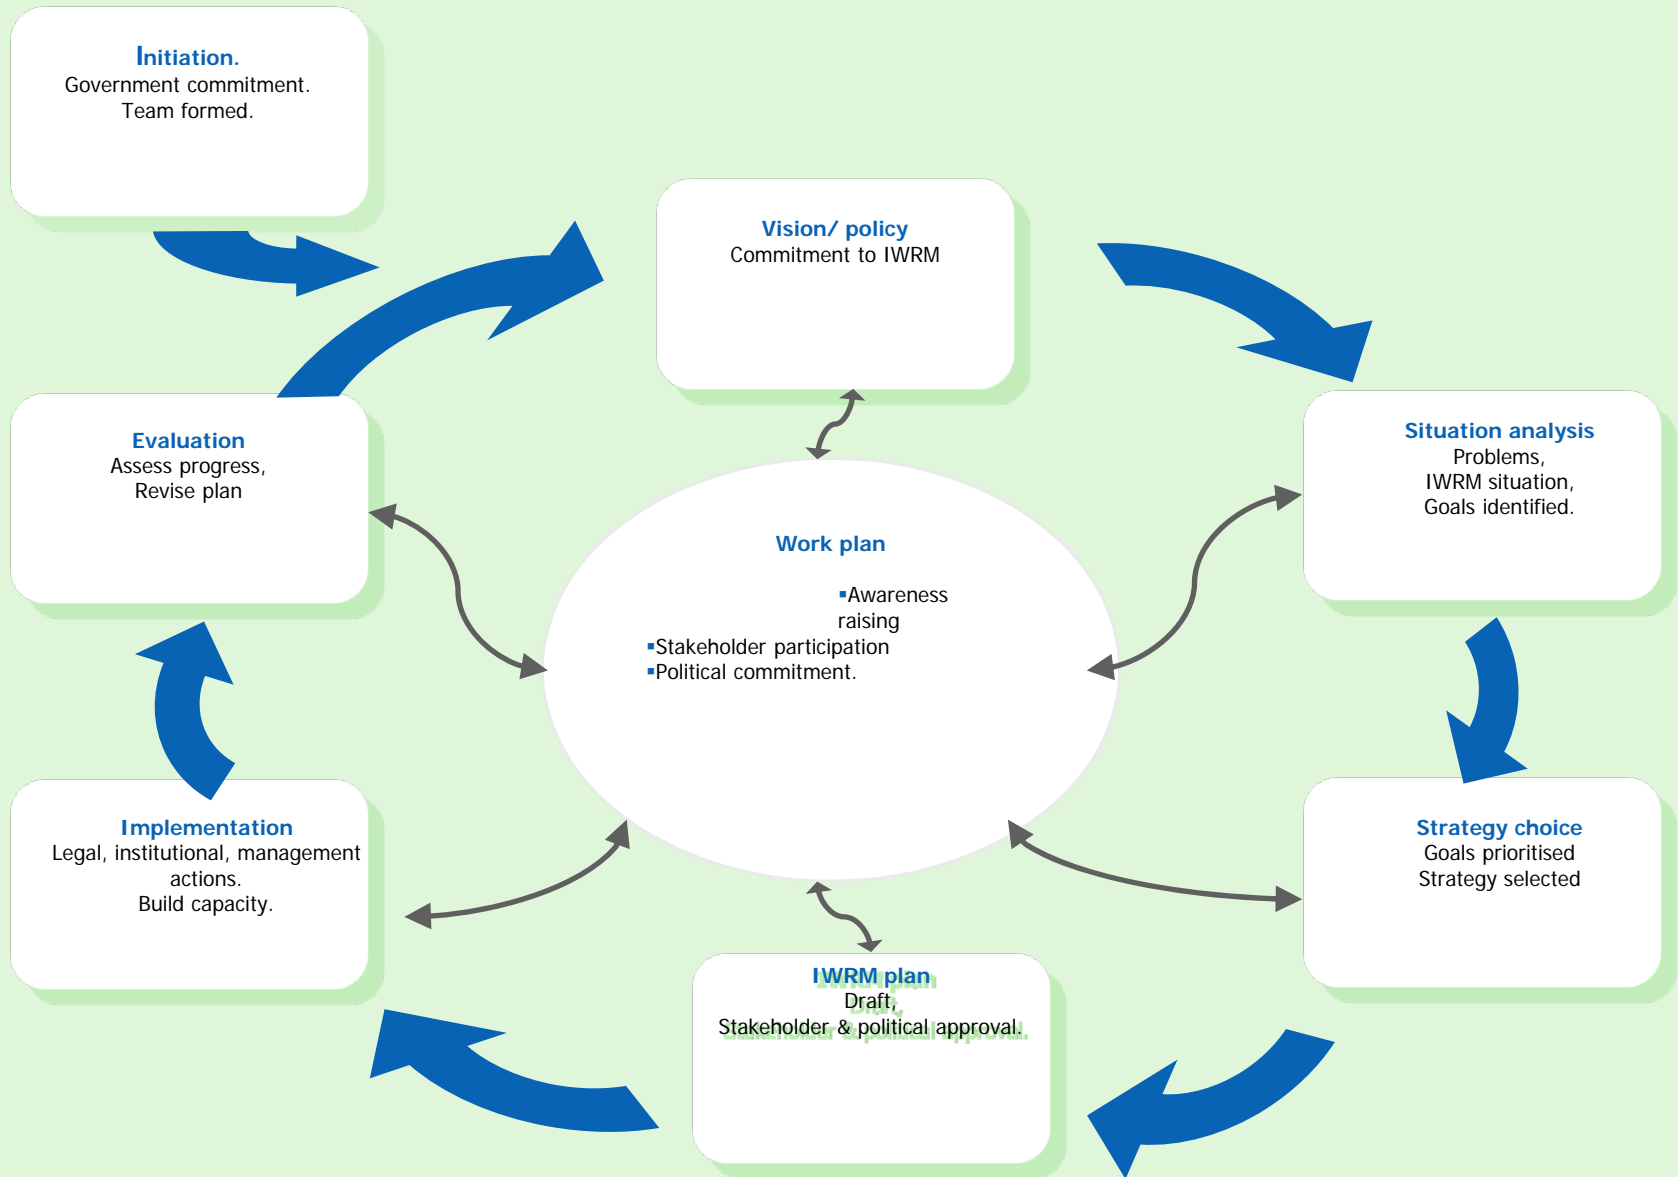 Initiation.
Government commitment.
Team formed.
Vision/ policy
Commitment to IWRM
Situation analysis
Problems,
IWRM situation,
Goals identified.
Strategy choice
Goals prioritised
Strategy selected
IWRM plan
Draft,
Stakeholder & political approval.
Implementation
Legal, institutional, management
actions.
Build capacity.
Evaluation
Assess progress,
Revise plan
Work plan
▪Awareness
raising
▪Stakeholder participation
▪Political commitment.